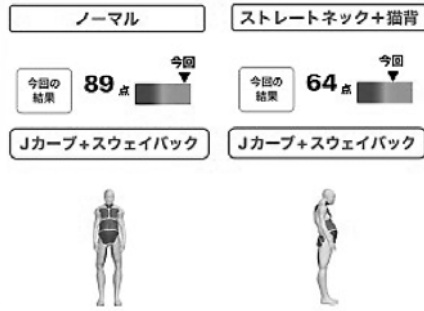 ノーマル
今回
今回の
結果
89点
Jカーブ+スウェイバック
ストレートネック+猫背
今回
今回の
結果
64点
Jカーブ+スウェイバック